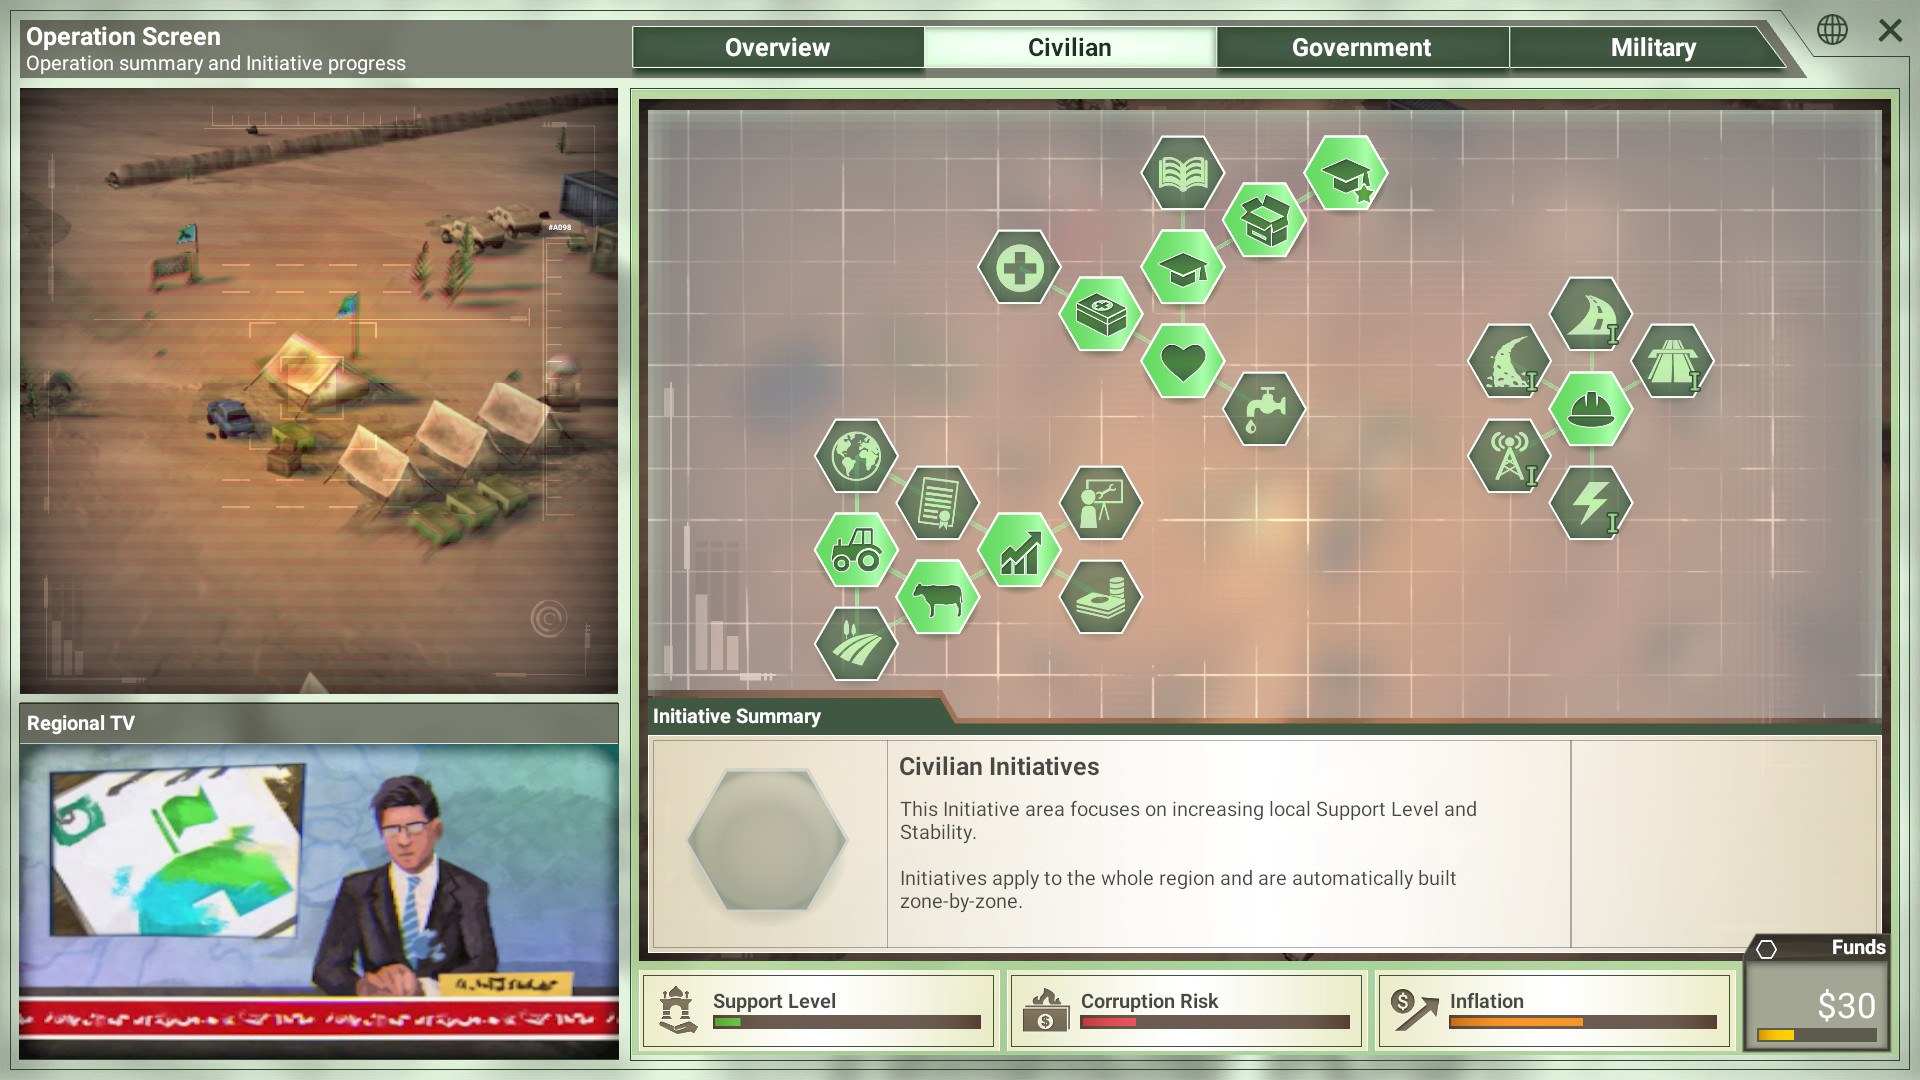 Operation Screen
Operation summary and Initiative progress
Overview
Civilian
Government
Military
#A098
Regional TV
Initiative Summary
Civilian Initiatives
This Initiative area focuses on increasing local Support Level and
Stability.
Initiatives apply to the whole region and are automatically built
zone-by-zone.
Support Level
Corruption Risk
Inflation
Funds
$30